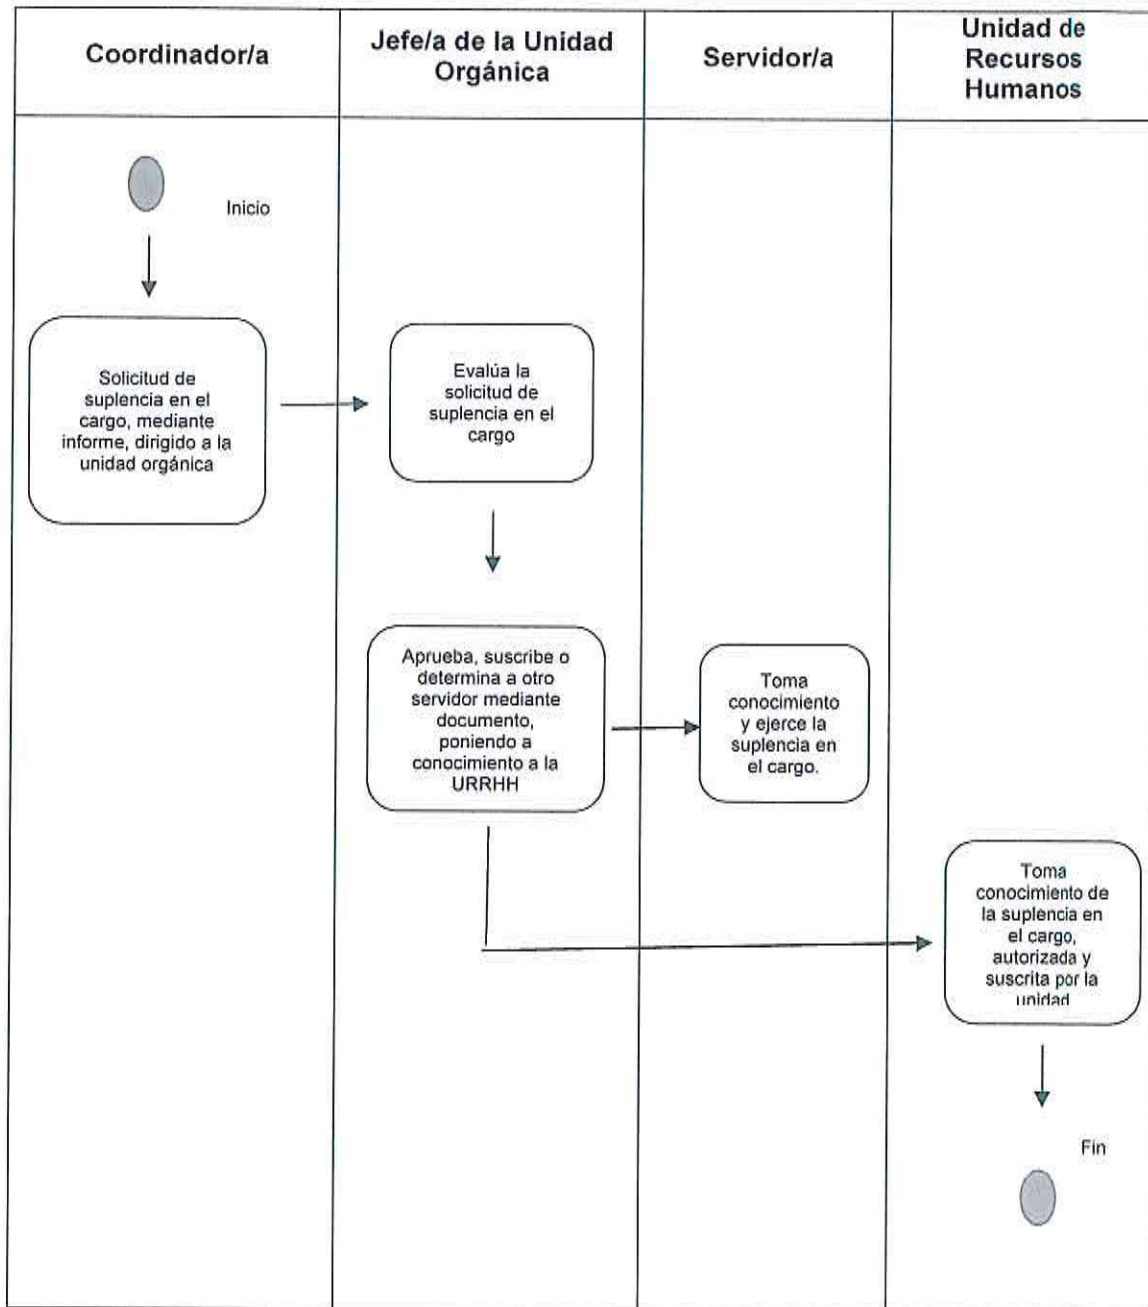 Coordinador/a
Jefe/a de la Unidad
Orgánica
Servidor/a
Unidad de
Recursos
Humanos
Inicio
Solicitud de
suplencia en el
cargo, mediante
informe, dirigido a la
unidad orgánica
Evalúa la
solicitud de
suplencia en el
cargo
Aprueba, suscribe o
determina a otro
servidor mediante
documento,
poniendo a
conocimiento a la
URRHH
Toma
conocimiento
y ejerce la
suplencia en
el cargo.
Toma
conocimiento de
la suplencia en
el cargo,
autorizada y
suscrita por la
unidad
Fin